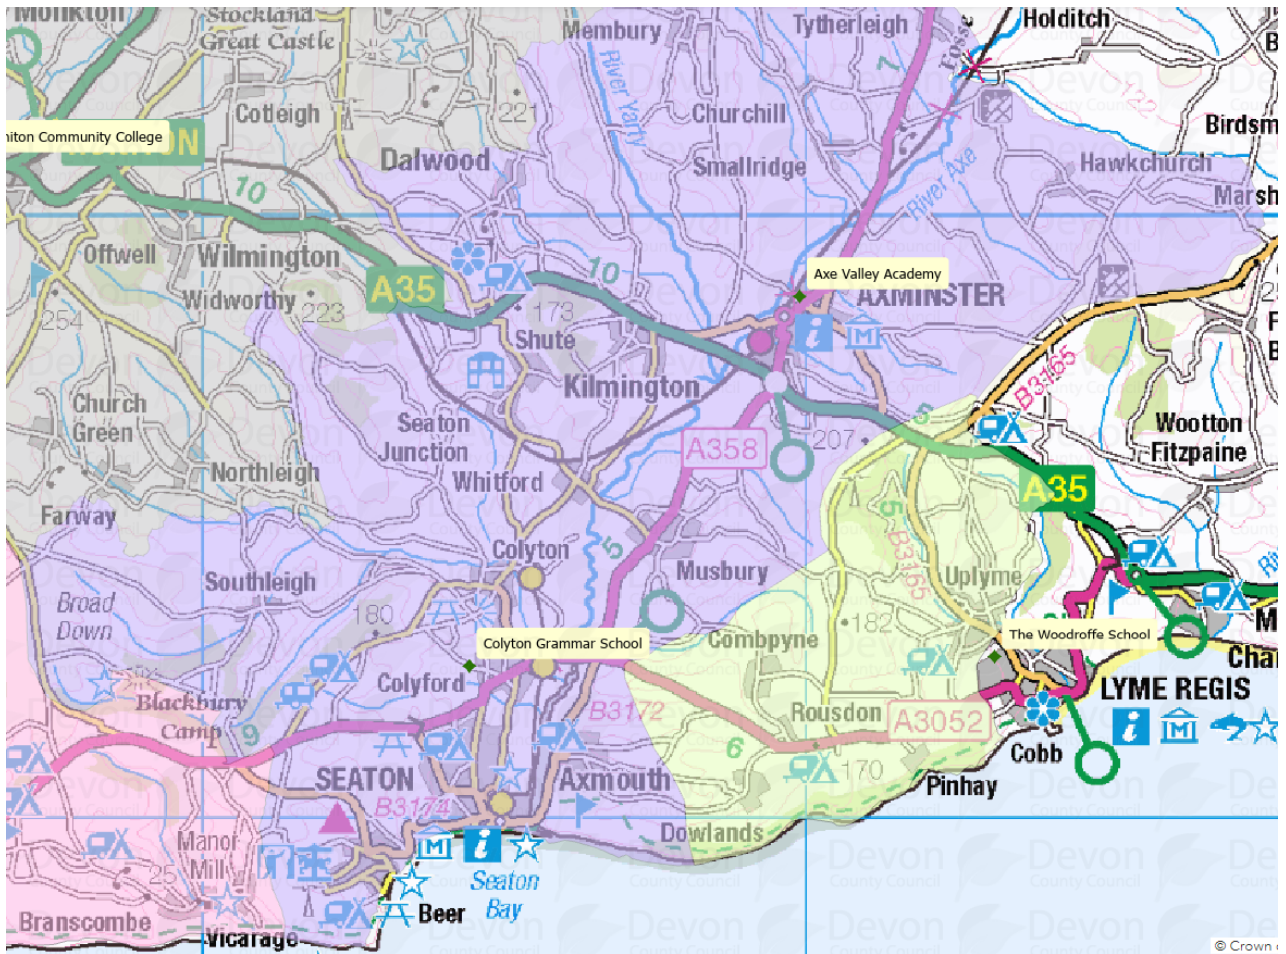 Monkton
Stockland
Great Castle
Membury
Tytherleigh
Fosse
Holditch
Cotleigh
221
River Yarty
Churchill
7
122
Birdsm
niton Community College
Dalwood
Smallridge
Hawkchurch
10
River Axe
Marsh
Offwell
Wilmington
10
Axe Valley Academy
A35
AXMINSTER
Widworthy
223
254
173
Shute
i
M
Kilmington
B3165
Church
Green
Seaton
Junction
A358
207
5
Wootton
Fitzpaine
Northleigh
Whitford
A35
Farway
5
5
Colyton
B3165
Musbury
Uplyme
Southleigh
Broad
Down
180
182
Combpyne
Colyton Grammar School
The Woodroffe School
Colyford
Char
LYME REGIS
Blackbury
Camp
9
B3172
Rousdon
A3052
i
M
6
Cobb
SEATON
Axmouth
170
Pinhay
B3174
Dowlands
Manor
Mill
M
i
Seaton
Bay
Beer
Branscombe
Vicarage
Devon
County Council
© Crown